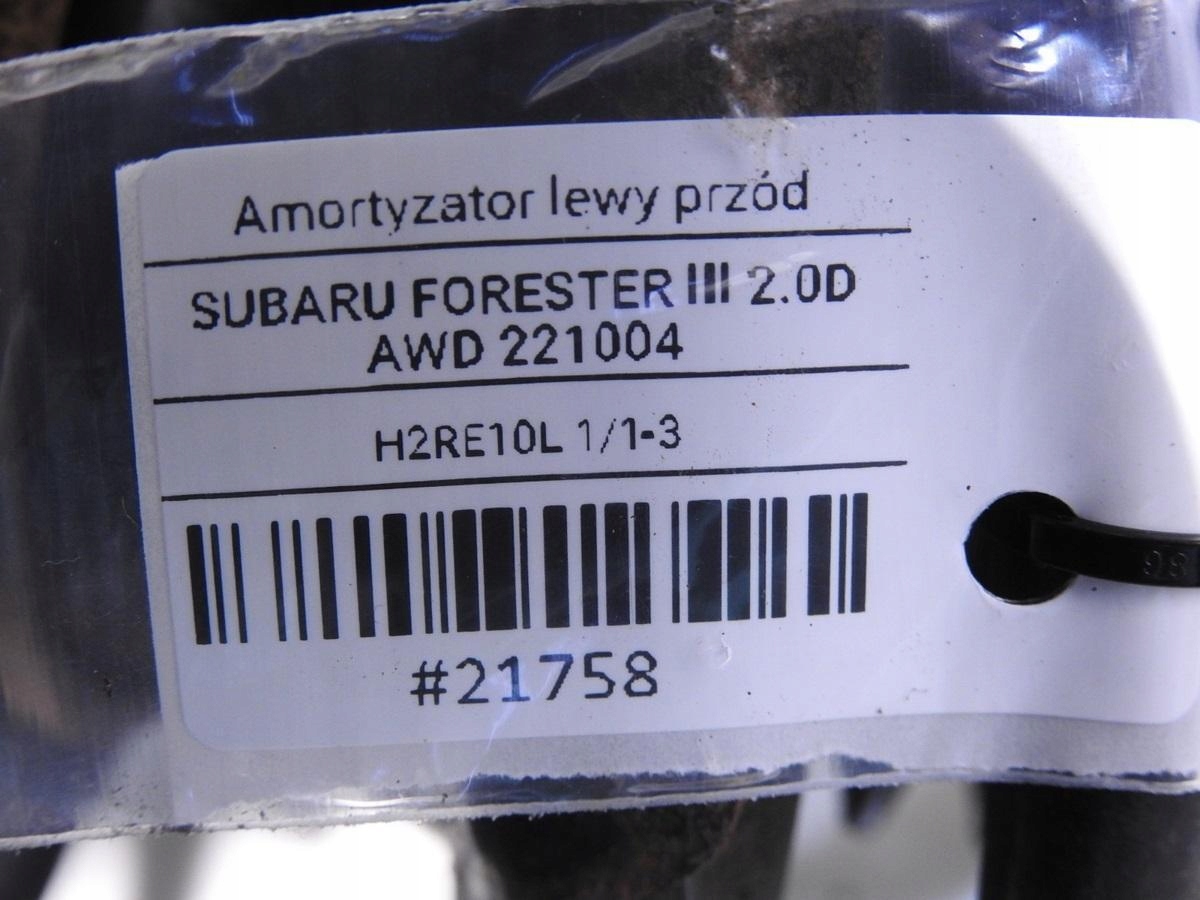 Amortyzator lewy przód
SUBARU FORESTER III 2.0D
AWD 221004
H2RE10L 1/1-3
#21758